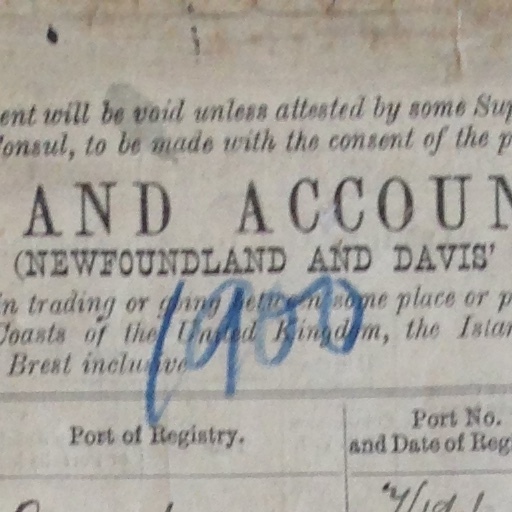 ent will be void unless attested by some Sup
Consul, to be made with the consent of the p
AND ACCOUN
(NEWFOUNDLAND AND DAVIS'
in trading or going between some place or p
Coasts of the United Kingdom, the Islan
Brest inclusive
1900
Port of Registry.
Port No.
and Date of Reg